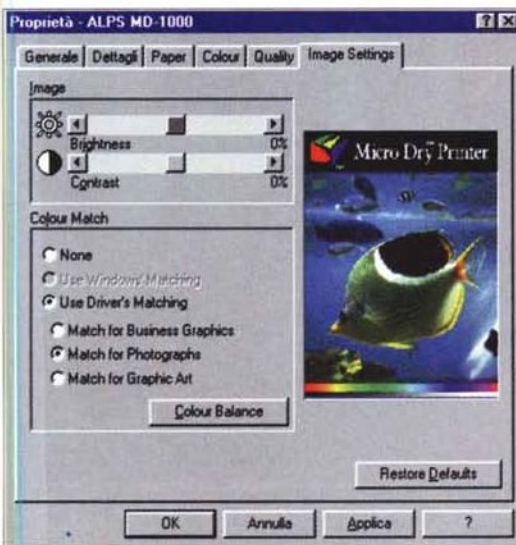 Proprietà - ALPS MD-1000
Generale Dettagli Paper Colour Quality Image Settings
Image
Brightness 0%
Contrast 0%
Micro Dry™ Printer
Colour Match
None
Use Windows' Matching
Use Driver's Matching
Match for Business Graphics
Match for Photographs
Match for Graphic Art
Colour Balance
Restore Defaults
OK Annulla Applica ?